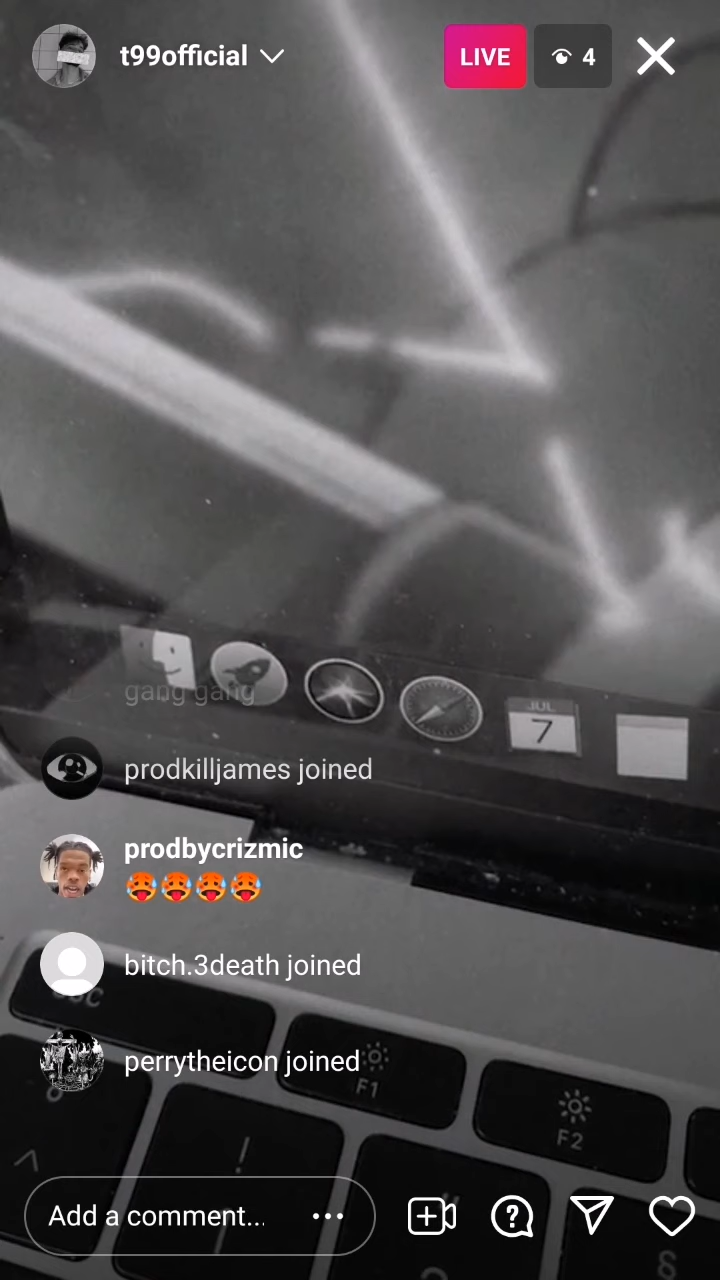 t99official
LIVE
4
gang gang
JUL
7
prodkilljames joined
prodbycrizmic
🥵🥵🥵🥵
bitch.3death joined
perrytheicon joined
F1
F2
!
§
Add a comment...